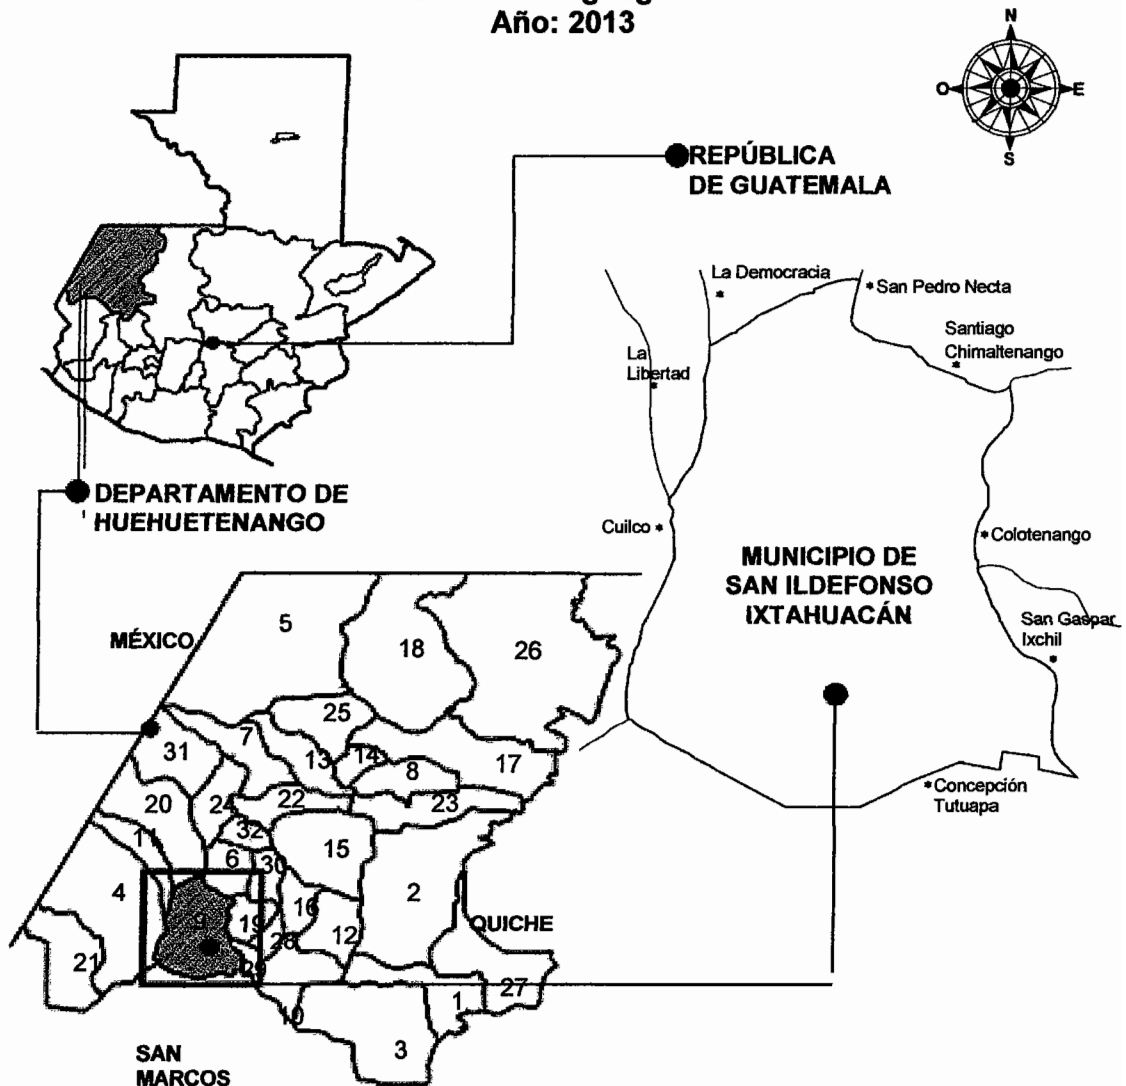 Año: 2013
N
O
E
S
REPÚBLICA
DE GUATEMALA
La Democracia
San Pedro Necta
Santiago
Chimaltenango
La
Libertad
DEPARTAMENTO DE
HUEHUETENANGO
Cuilco
Colotenango
MUNICIPIO DE
SAN ILDEFONSO
IXTAHUACÁN
San Gaspar
Ixchil
Concepción
Tutuapa
MÉXICO
5
18
26
25
7
31
13
14
8
17
20
24
22
23
32
11
15
6
30
4
2
9
16
19
12
28
QUICHE
21
29
27
1
10
3
SAN
MARCOS